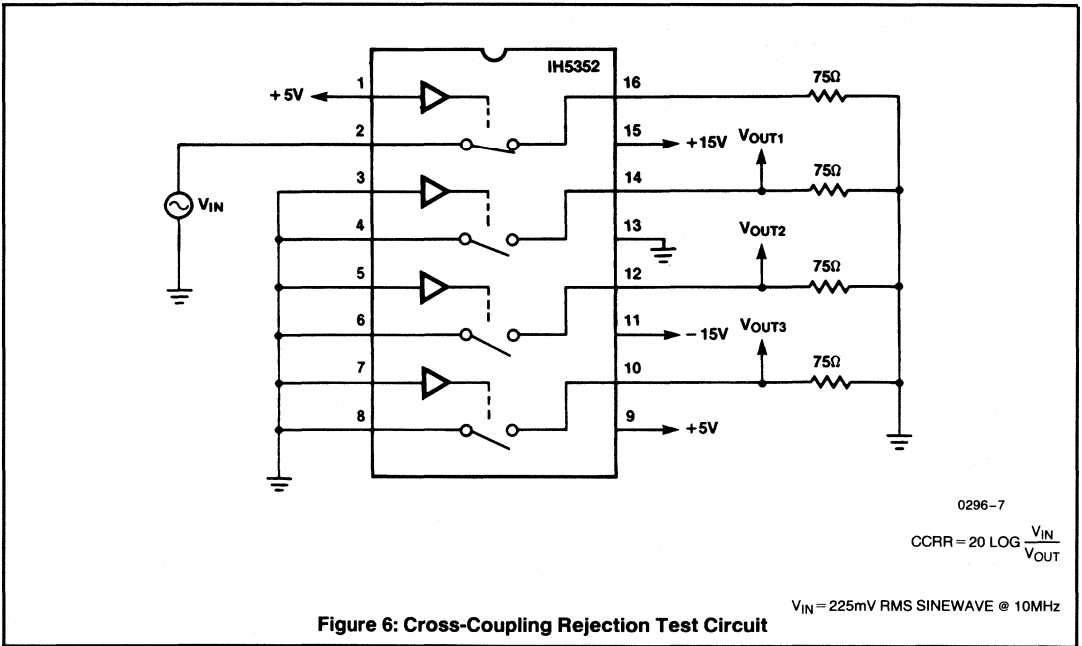 IH5352
1
+5V
2
3
4
5
6
7
8
VIN
16
75Ω
15
+15V
VOUT1
14
75Ω
13
VOUT2
12
75Ω
11
−15V
VOUT3
10
75Ω
9
+5V
0296–7
CCRR = 20 LOG VIN / VOUT
VIN = 225mV RMS SINEWAVE @ 10MHz
Figure 6: Cross-Coupling Rejection Test Circuit